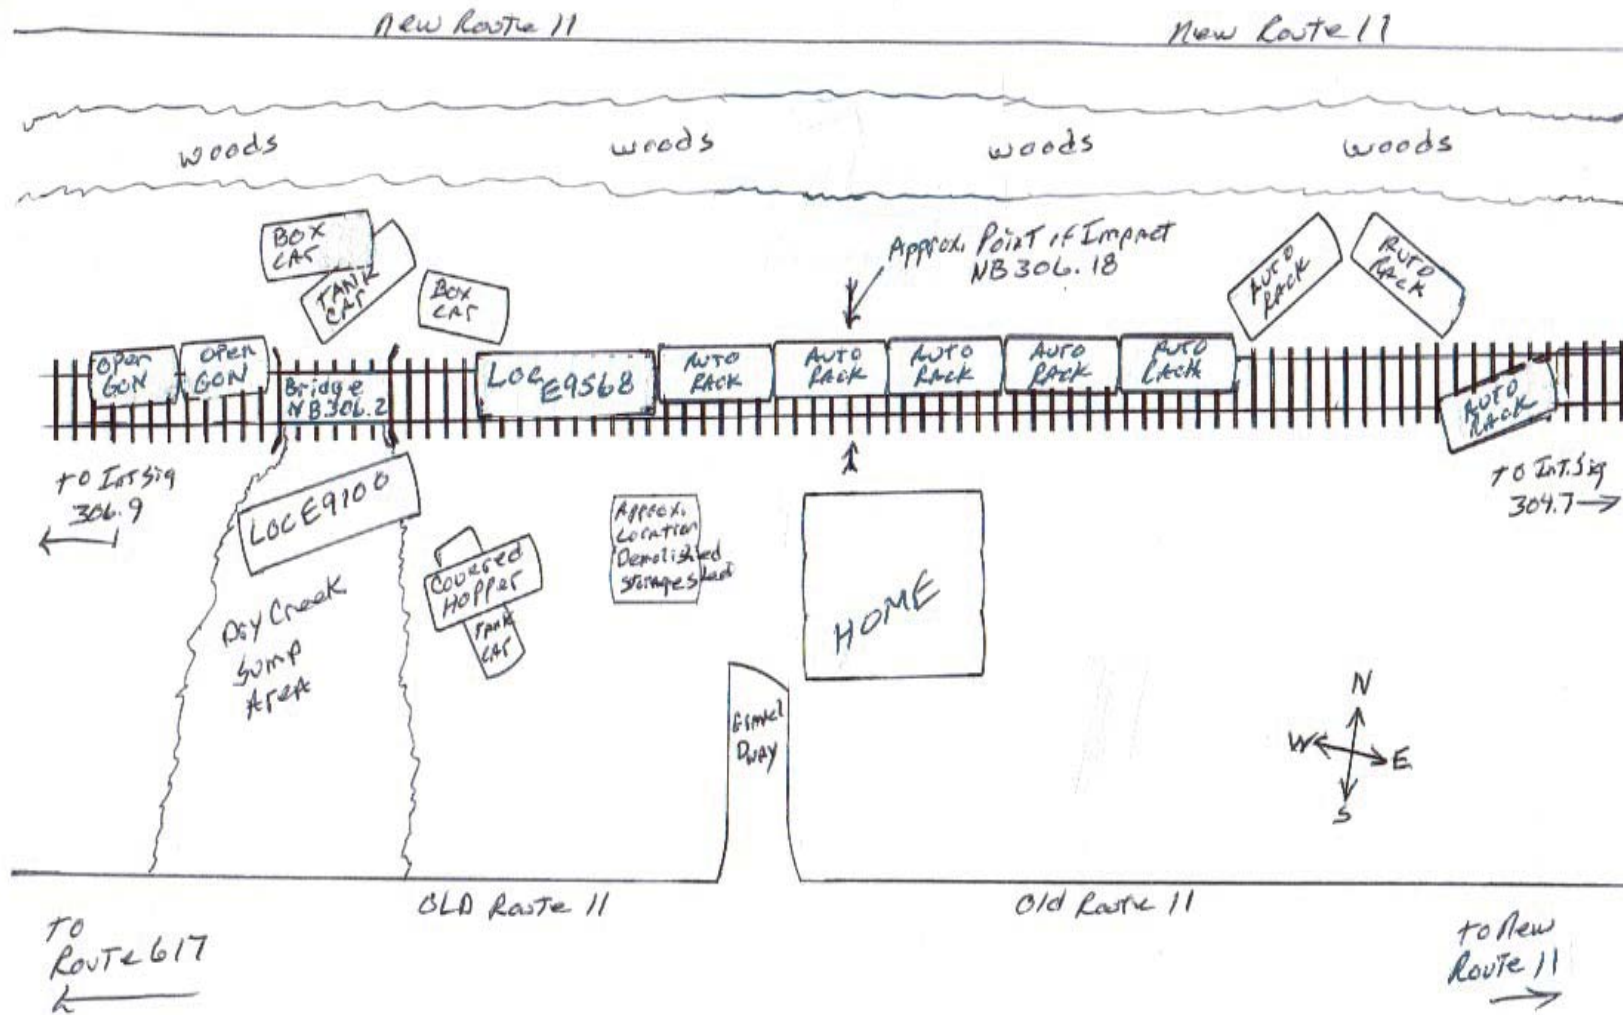 New Route 11
New Route 11
woods
woods
woods
woods
BOX
CAR
TANK
CAR
BOX
CAR
Approx. Point of Impact
NB 306.18
AUTO
RACK
AUTO
RACK
Open
GON
Open
GON
Bridge
NB 306.2
LOC
E9568
AUTO
RACK
AUTO
RACK
AUTO
RACK
AUTO
RACK
AUTO
RACK
AUTO
RACK
to Int Sig
306.9
to Int. Sig
304.7
LOC E9100
Covered
Hopper
TANK
CAR
Approx.
Location
Demolished
Storage shed
HOME
Dry Creek
Sump
Area
Gravel
Dway
N
W
E
S
OLD Route 11
Old Route 11
TO
Route 617
to New
Route 11